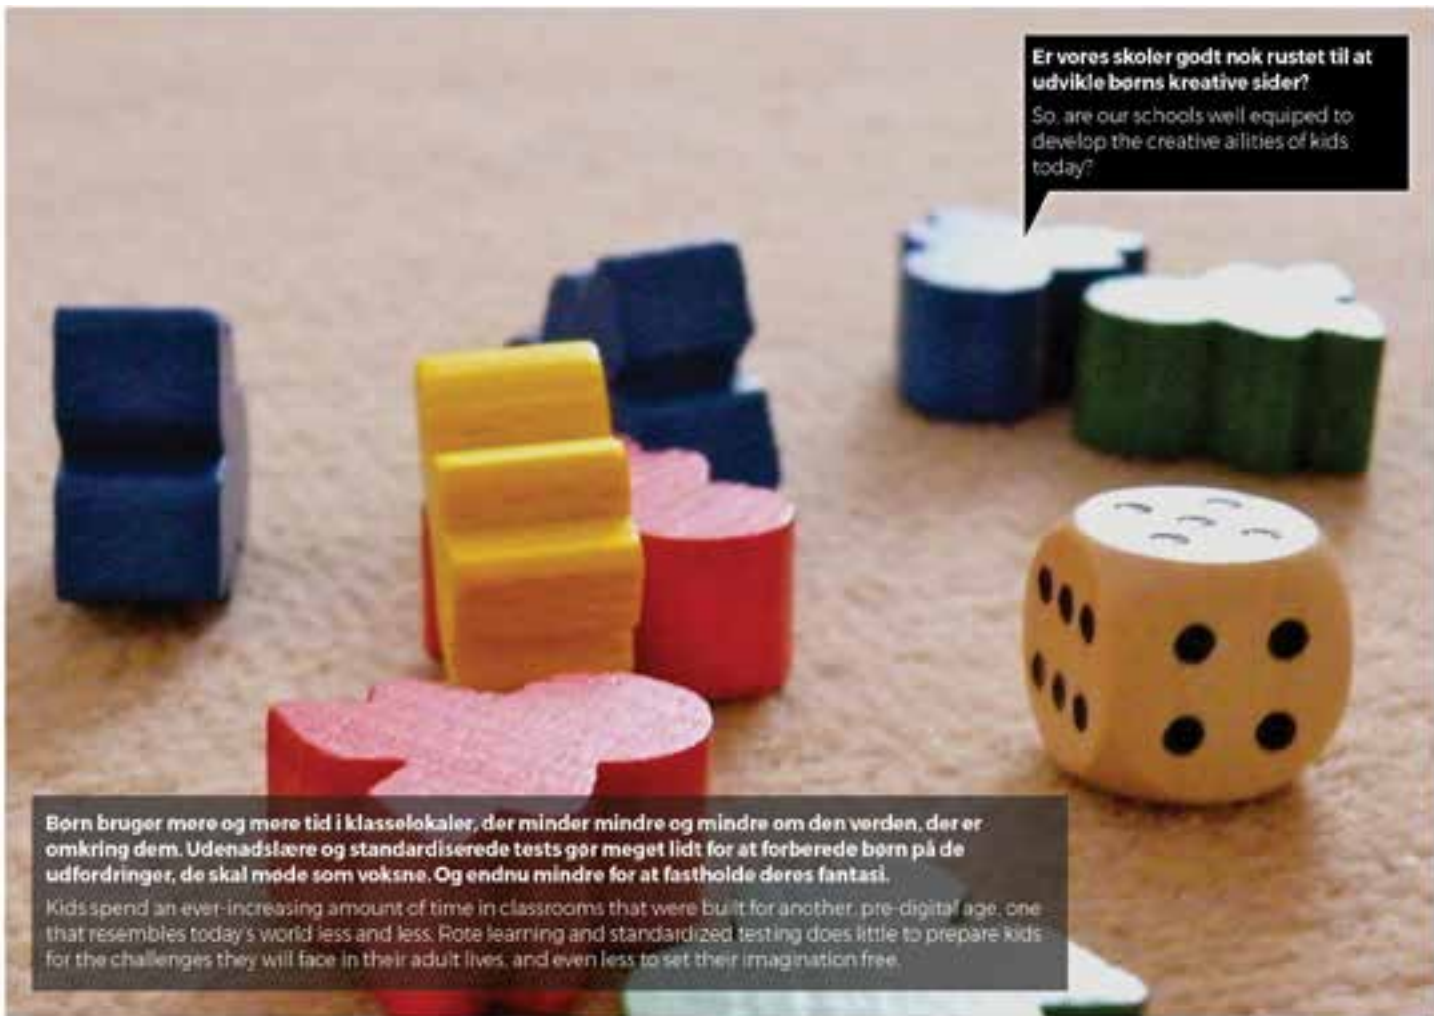 Er vores skoler godt nok rustet til at
udvikle børns kreative sider?
So, are our schools well equiped to
develop the creative ailities of kids
today?
Børn bruger mere og mere tid i klasselokaler, der minder mindre og mindre om den verden, der er
omkring dem. Udenadslære og standardiserede tests gør meget lidt for at forberede børn på de
udfordringer, de skal møde som voksne. Og endnu mindre for at fastholde deres fantasi.
Kids spend an ever-increasing amount of time in classrooms that were built for another, pre-digital age, one
that resembles today's world less and less. Rote learning and standardized testing does little to prepare kids
for the challenges they will face in their adult lives, and even less to set their imagination free.